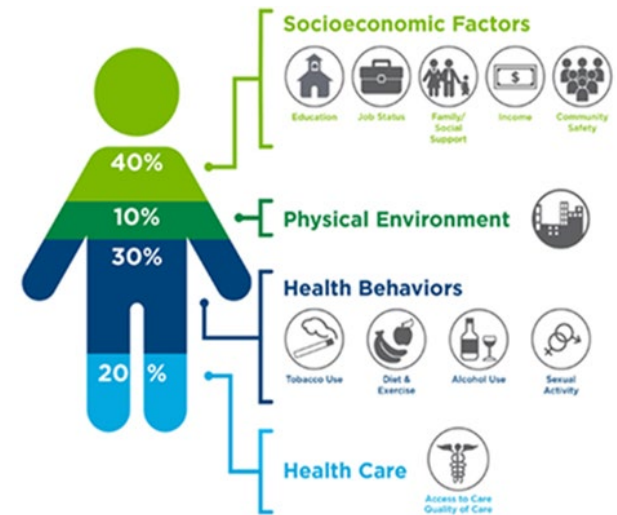 Socioeconomic Factors
Education
Job Status
Family/
Social
Support
Income
$
Community
Safety
40%
10%
Physical Environment
30%
Health Behaviors
Tobacco Use
Diet &
Exercise
Alcohol Use
Sexual
Activity
20 %
Health Care
Access to Care
Quality of Care